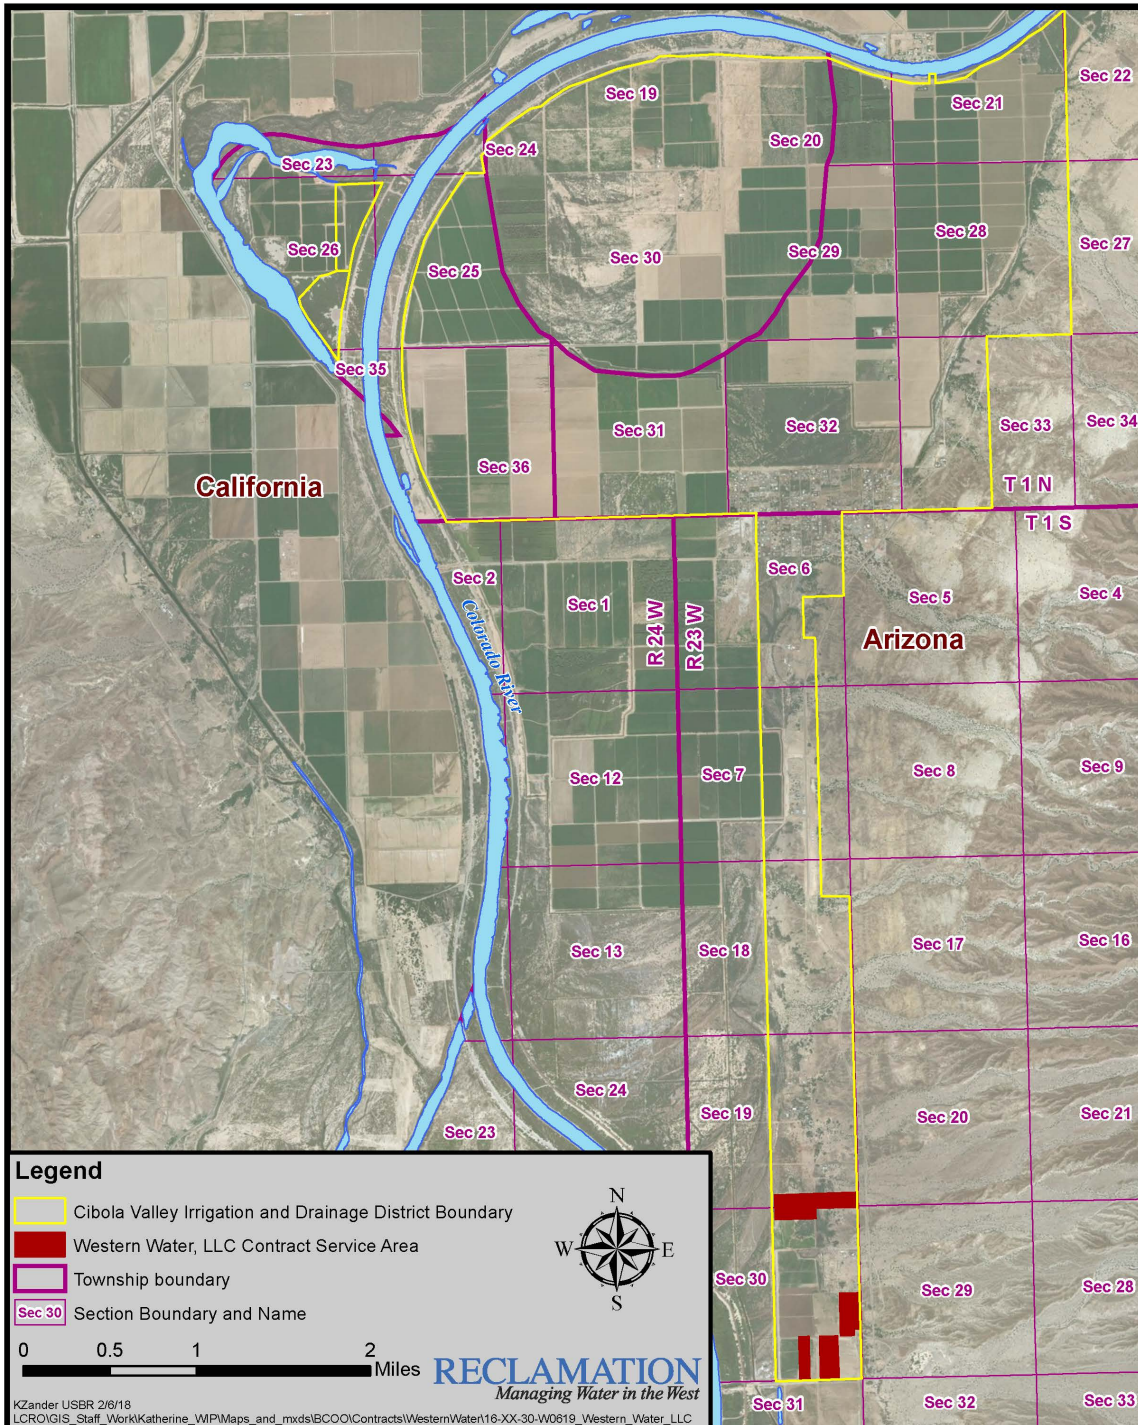 Sec 22
Sec 19
Sec 21
Sec 20
Sec 24
Sec 23
Sec 28
Sec 27
Sec 26
Sec 29
Sec 30
Sec 25
Sec 35
Sec 33
Sec 34
Sec 32
Sec 31
Sec 36
California
T 1 N
T 1 S
Sec 6
Sec 2
Sec 1
Sec 5
Sec 4
R 24 W
R 23 W
Arizona
Colorado River
Sec 12
Sec 7
Sec 8
Sec 9
Sec 13
Sec 18
Sec 17
Sec 16
Sec 24
Sec 19
Sec 20
Sec 21
Sec 23
Sec 30
Sec 29
Sec 28
Sec 31
Sec 32
Sec 33
Legend
Cibola Valley Irrigation and Drainage District Boundary
Western Water, LLC Contract Service Area
Township boundary
Sec 30 Section Boundary and Name
N
W E
S
0 0.5 1 2
Miles
RECLAMATION
Managing Water in the West
KZander USBR 2/6/18
LCRO\GIS_Staff_Work\Katherine_WIP\Maps_and_mxds\BCOO\Contracts\WesternWater\16-XX-30-W0619_Western_Water_LLC